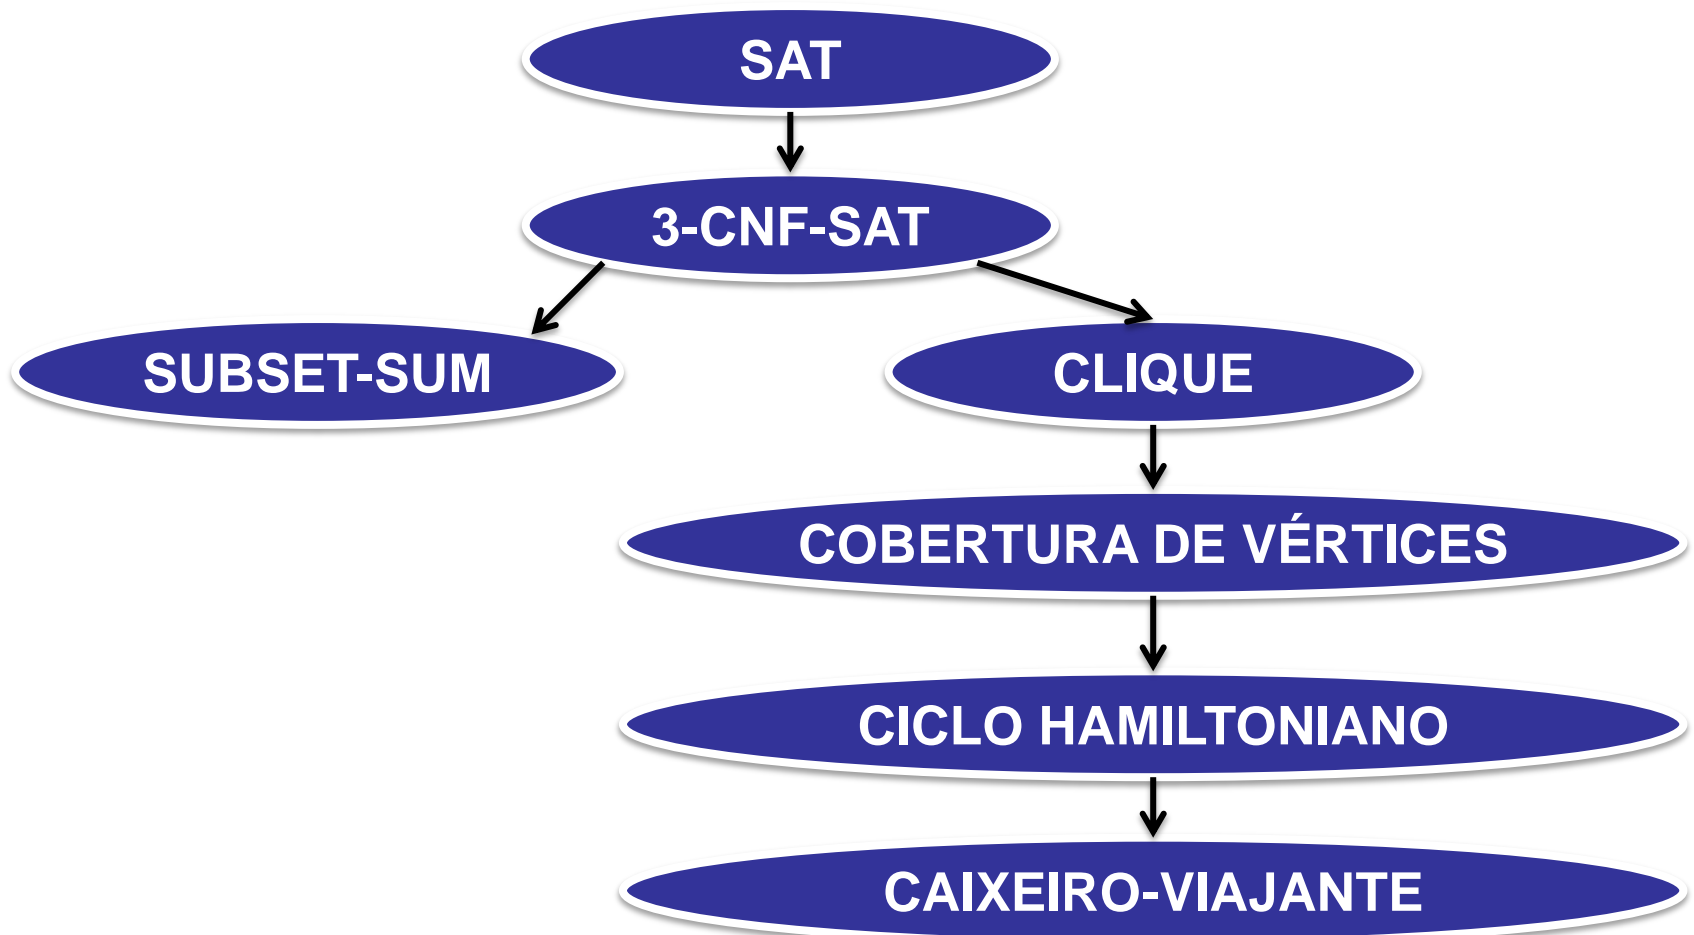 SAT
3-CNF-SAT
SUBSET-SUM
CLIQUE
COBERTURA DE VÉRTICES
CICLO HAMILTONIANO
CAIXEIRO-VIAJANTE